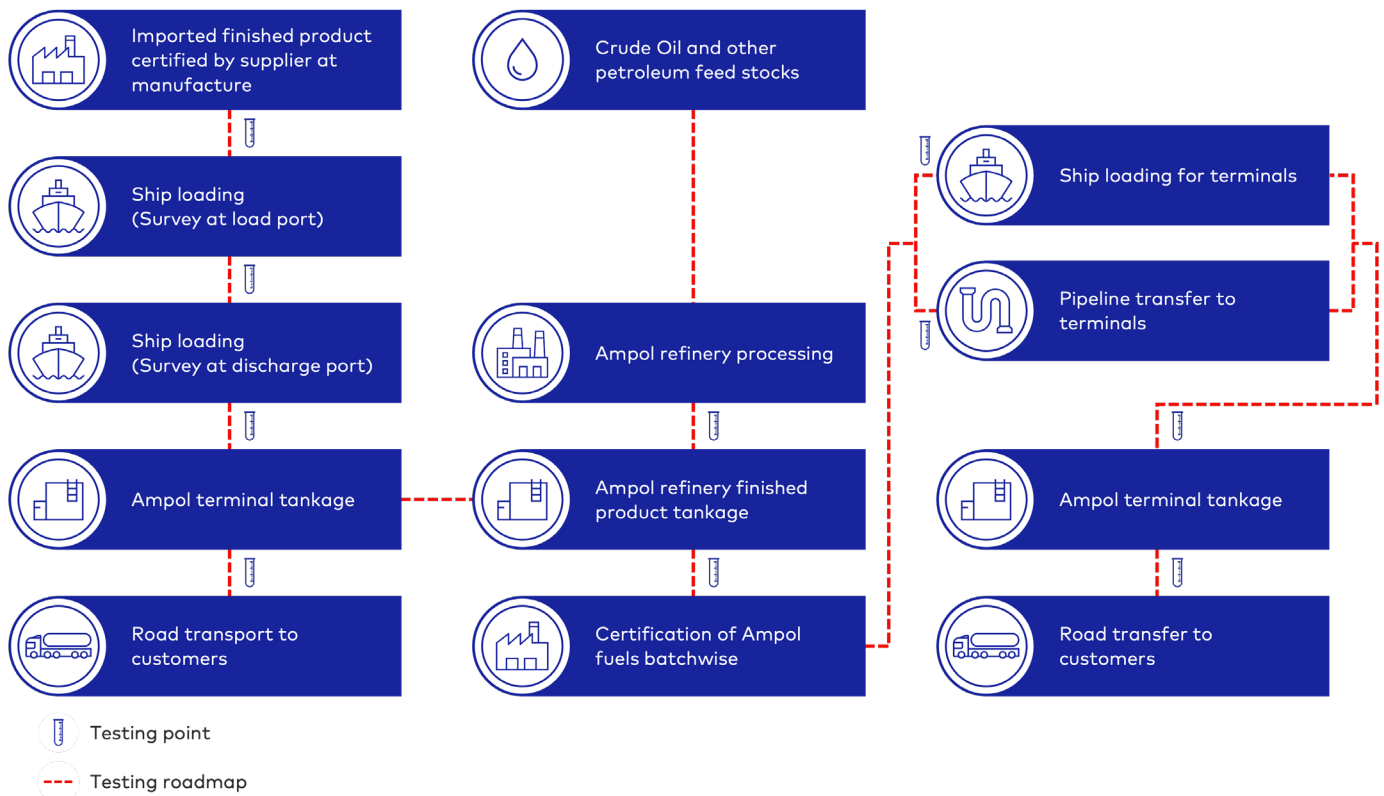 Imported finished product
certified by supplier at
manufacture
Ship loading
(Survey at load port)
Ship loading
(Survey at discharge port)
Ampol terminal tankage
Road transport to
customers
Crude Oil and other
petroleum feed stocks
Ampol refinery processing
Ampol refinery finished
product tankage
Certification of Ampol
fuels batchwise
Ship loading for terminals
Pipeline transfer to
terminals
Ampol terminal tankage
Road transfer to
customers
Testing point
Testing roadmap